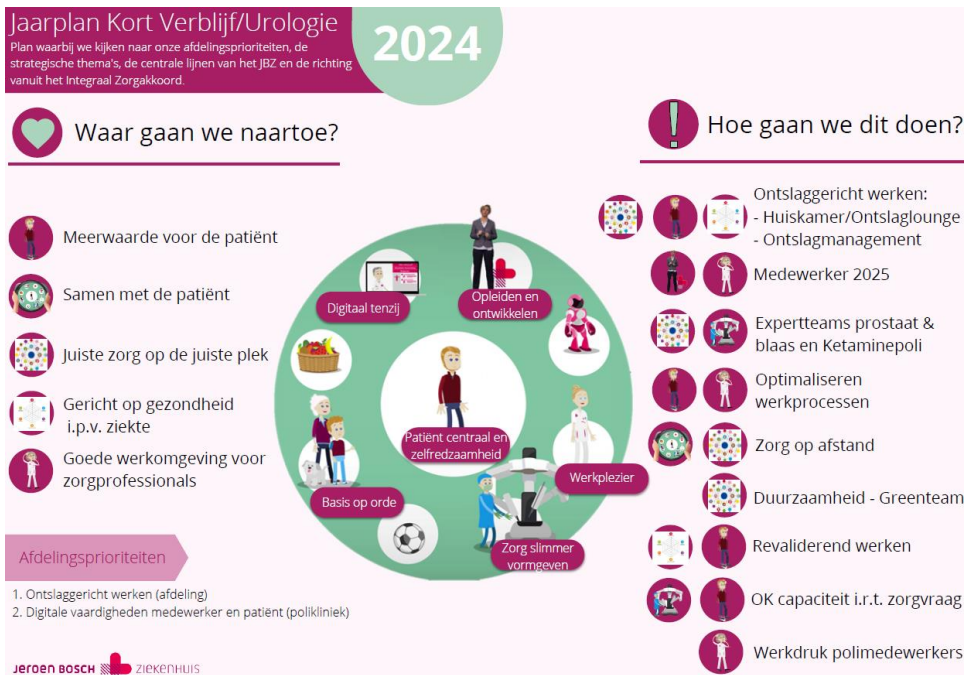 Jaarplan Kort Verblijf/Urologie
Plan waarbij we kijken naar onze afdelingsprioriteiten, de
strategische thema's, de centrale lijnen van het JBZ en de richting
vanuit het Integraal Zorgakkoord.
2024
Waar gaan we naartoe?
Meerwaarde voor de patiënt
Samen met de patiënt
Juiste zorg op de juiste plek
Gericht op gezondheid
i.p.v. ziekte
Goede werkomgeving voor
zorgprofessionals
Afdelingsprioriteiten
1. Ontslaggericht werken (afdeling)
2. Digitale vaardigheden medewerker en patiënt (polikliniek)
JEROEN BOSCH ZIEKENHUIS
Digitaal tenzij
Opleiden en
ontwikkelen
Patiënt centraal en
zelfredzaamheid
Werkplezier
Basis op orde
Zorg slimmer
vormgeven
Hoe gaan we dit doen?
Ontslaggericht werken:
- Huiskamer/Ontslaglounge
- Ontslagmanagement
Medewerker 2025
Expertteams prostaat &
blaas en Ketaminepoli
Optimaliseren
werkprocessen
Zorg op afstand
Duurzaamheid - Greenteam
Revaliderend werken
OK capaciteit i.r.t. zorgvraag
Werkdruk polimedewerkers